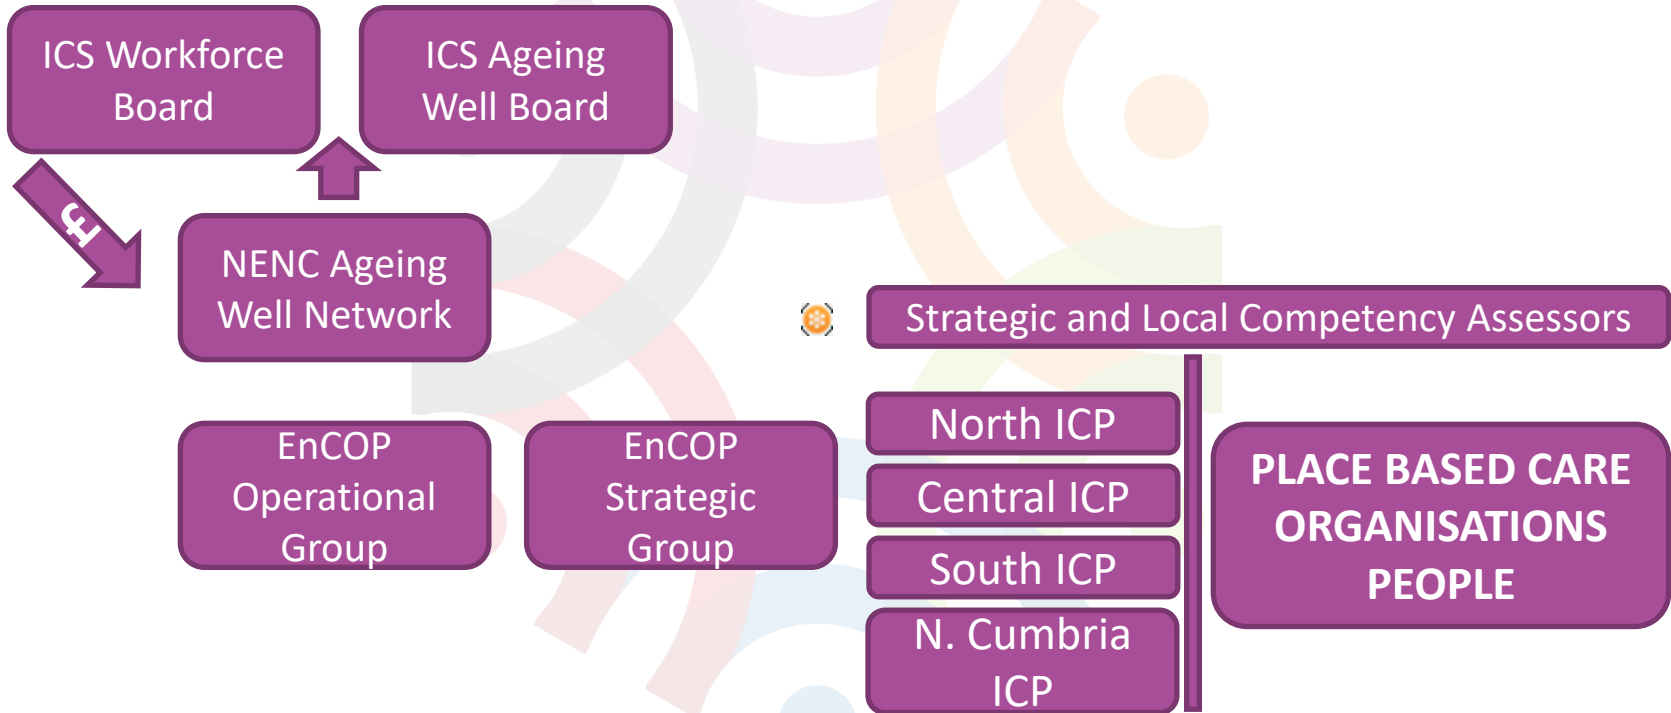 ICS Workforce
Board
ICS Ageing
Well Board
£
NENC Ageing
Well Network
EnCOP
Operational
Group
EnCOP
Strategic
Group
Strategic and Local Competency Assessors
North ICP
Central ICP
South ICP
N. Cumbria
ICP
PLACE BASED CARE
ORGANISATIONS
PEOPLE